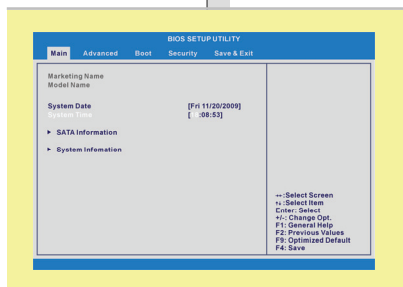 BIOS SETUP UTILITY
Main Advanced Boot Security Save & Exit
Marketing Name
Model Name
System Date [Fri 11/20/2009]
System Time [ :08:53]
► SATA Information
► System Infomation
↔:Select Screen
↑↓:Select Item
Enter: Select
+/-: Change Opt.
F1: General Help
F2: Previous Values
F9: Optimized Default
F4: Save